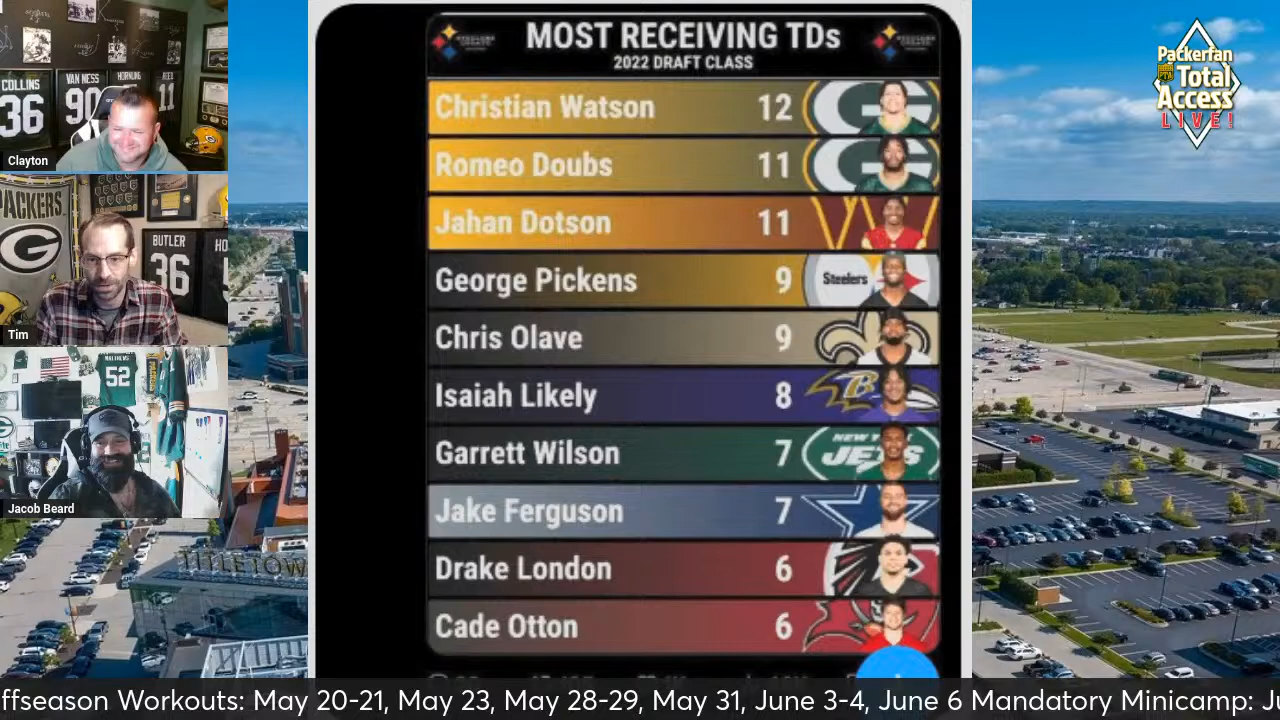 COLLINS
36
VAN NESS
90
HORNUNG
11
Clayton
PACKERS
G
BUTLER
36
Tim
MATTHEWS
52
Jacob Beard
TITLETOWN
MOST RECEIVING TDs
2022 DRAFT CLASS
Christian Watson 12
Romeo Doubs 11
Jahan Dotson 11
George Pickens 9 Steelers
Chris Olave 9
Isaiah Likely 8
Garrett Wilson 7 NEW YORK JETS
Jake Ferguson 7
Drake London 6
Cade Otton 6
Packerfan
Total
Access
LIVE!
ffseason Workouts: May 20-21, May 23, May 28-29, May 31, June 3-4, June 6 Mandatory Minicamp: Ju